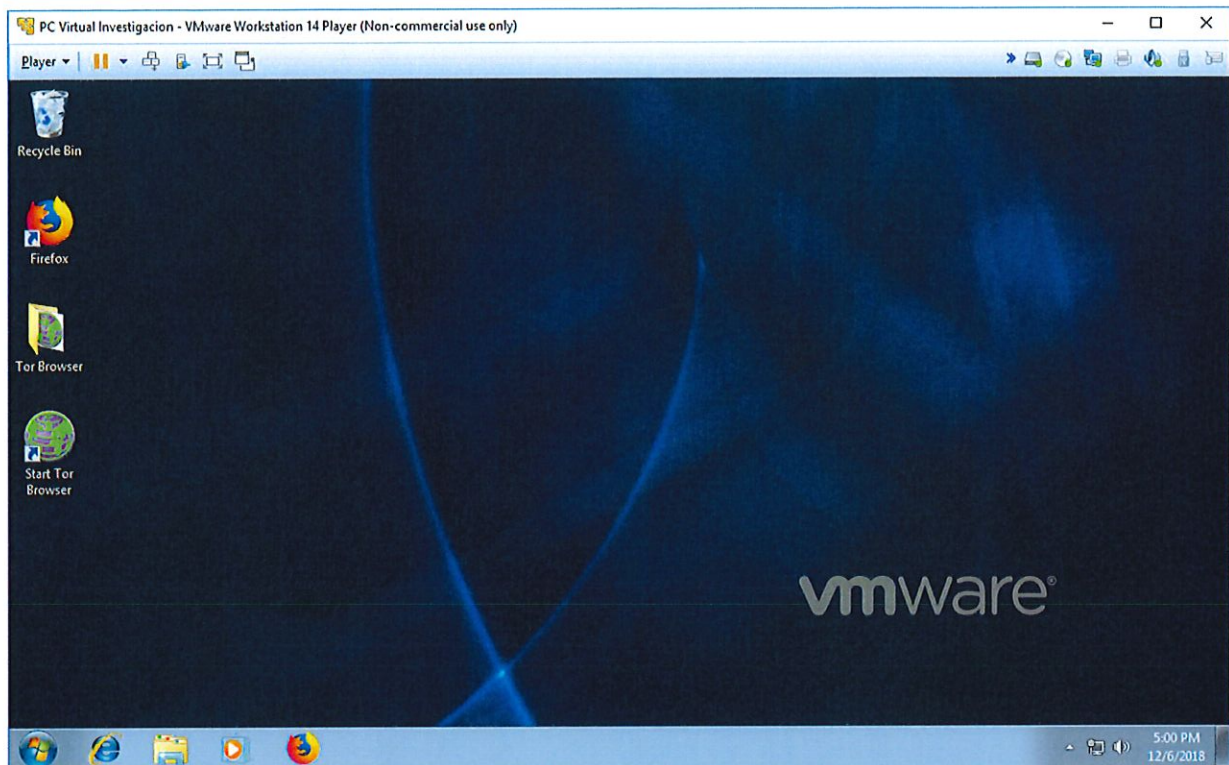 PC Virtual Investigacion - VMware Workstation 14 Player (Non-commercial use only)
Player
Recycle Bin
Firefox
Tor Browser
Start Tor
Browser
vmware®
5:00 PM
12/6/2018